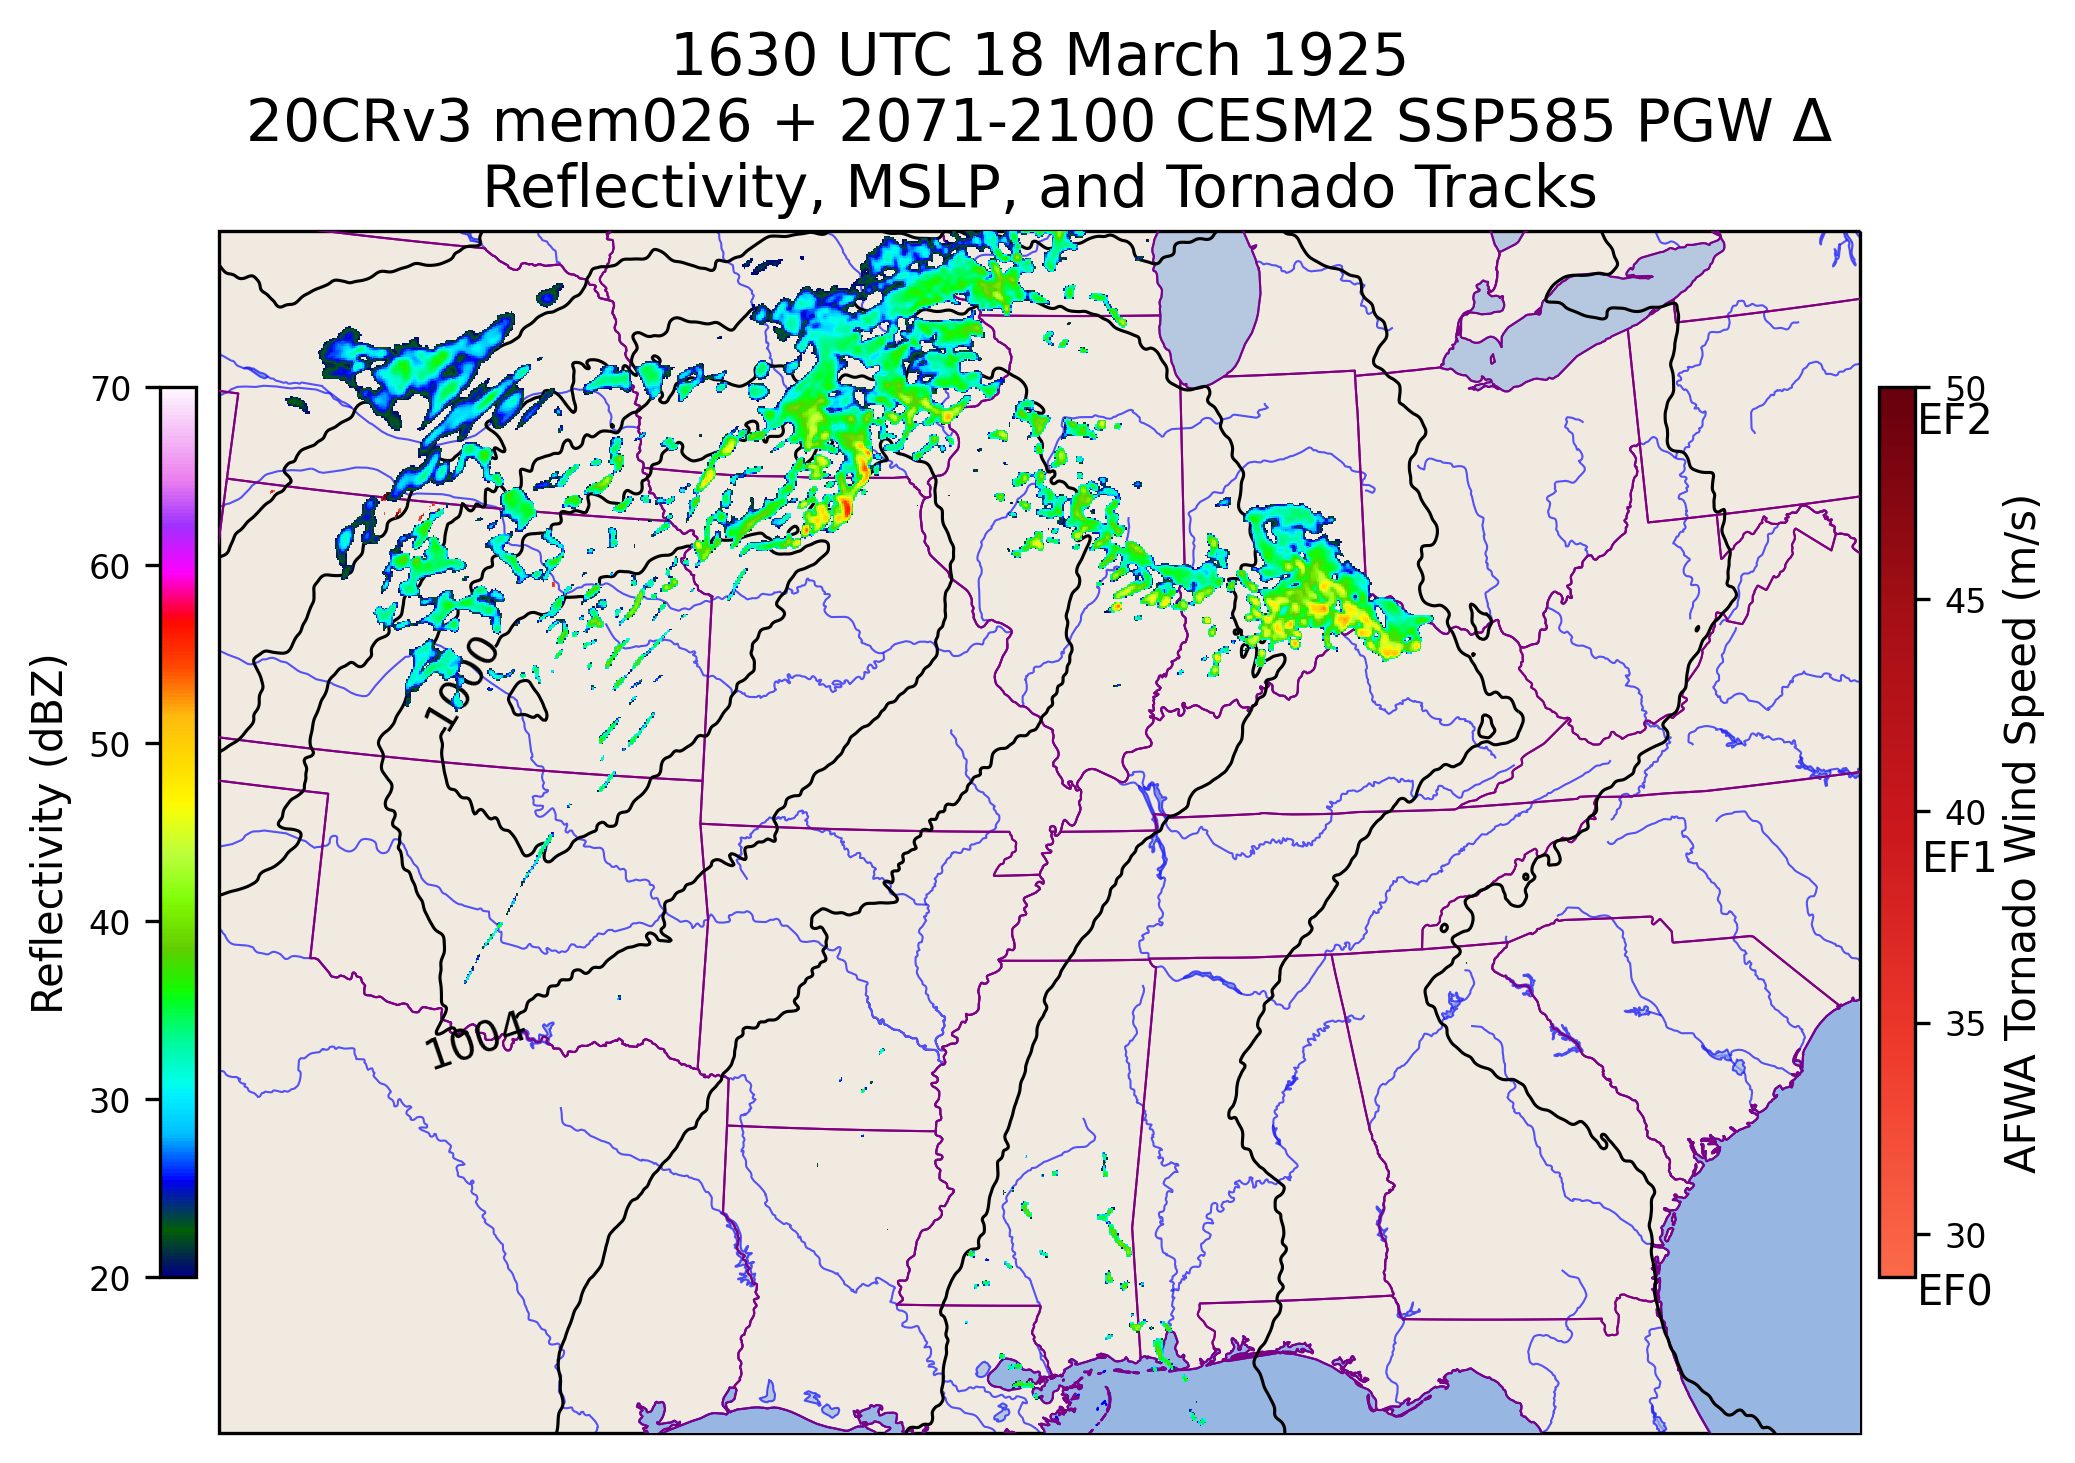 1630 UTC 18 March 1925
20CRv3 mem026 + 2071-2100 CESM2 SSP585 PGW Δ
Reflectivity, MSLP, and Tornado Tracks
70
60
50
40
30
20
Reflectivity (dBZ)
1000
1004
50
EF2
45
40
EF1
35
30
EF0
AFWA Tornado Wind Speed (m/s)